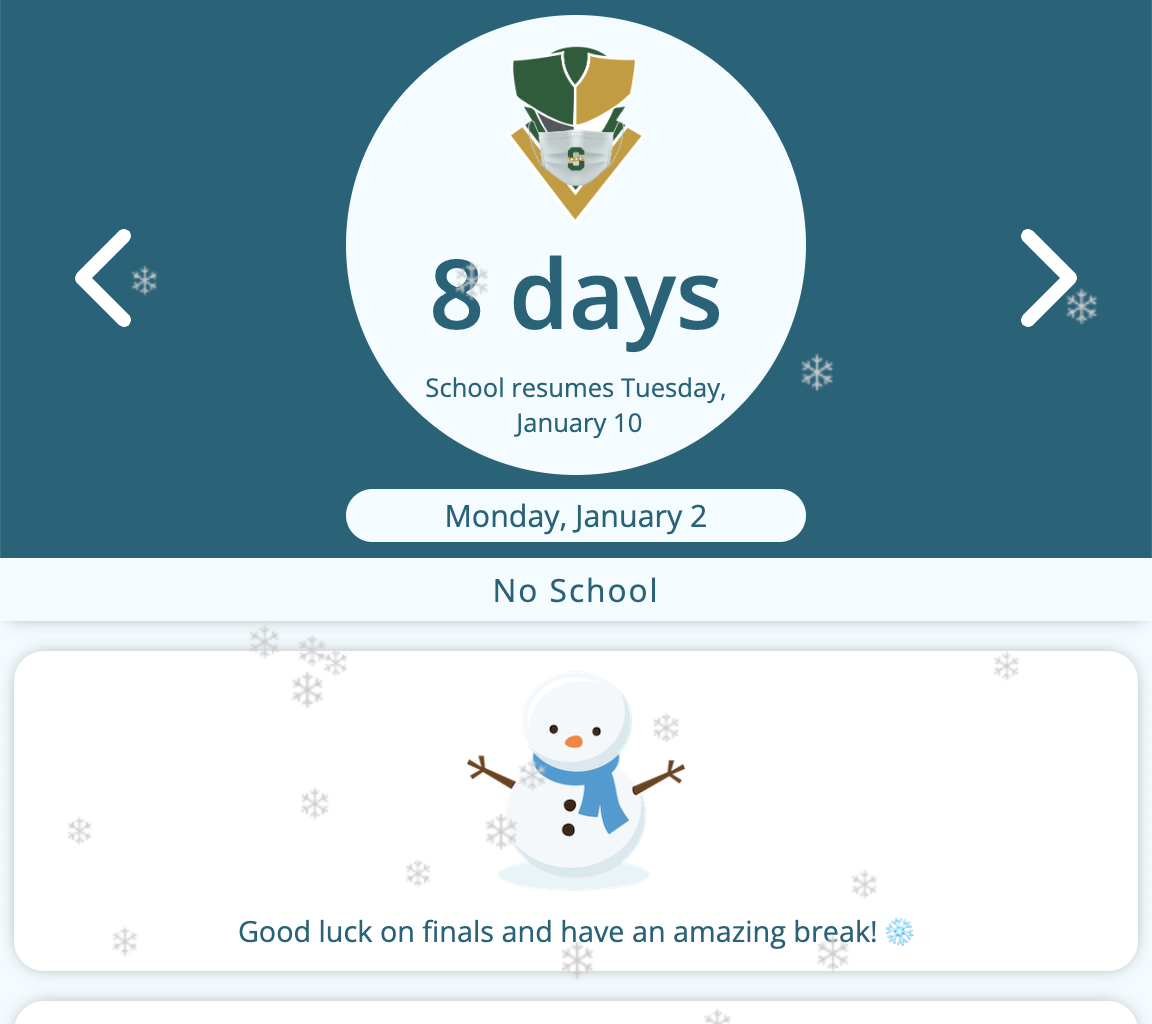 S
8 days
School resumes Tuesday,
January 10
Monday, January 2
No School
Good luck on finals and have an amazing break! ❄️